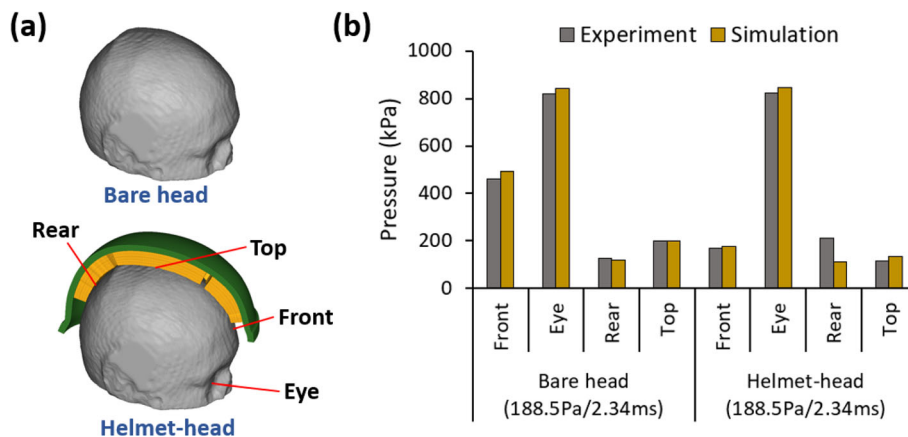 (a)
Bare head
Rear
Top
Front
Eye
Helmet-head
(b)
Experiment
Simulation
Pressure (kPa)
1000
800
600
400
200
0
Front
Eye
Rear
Top
Front
Eye
Rear
Top
Bare head
(188.5Pa/2.34ms)
Helmet-head
(188.5Pa/2.34ms)